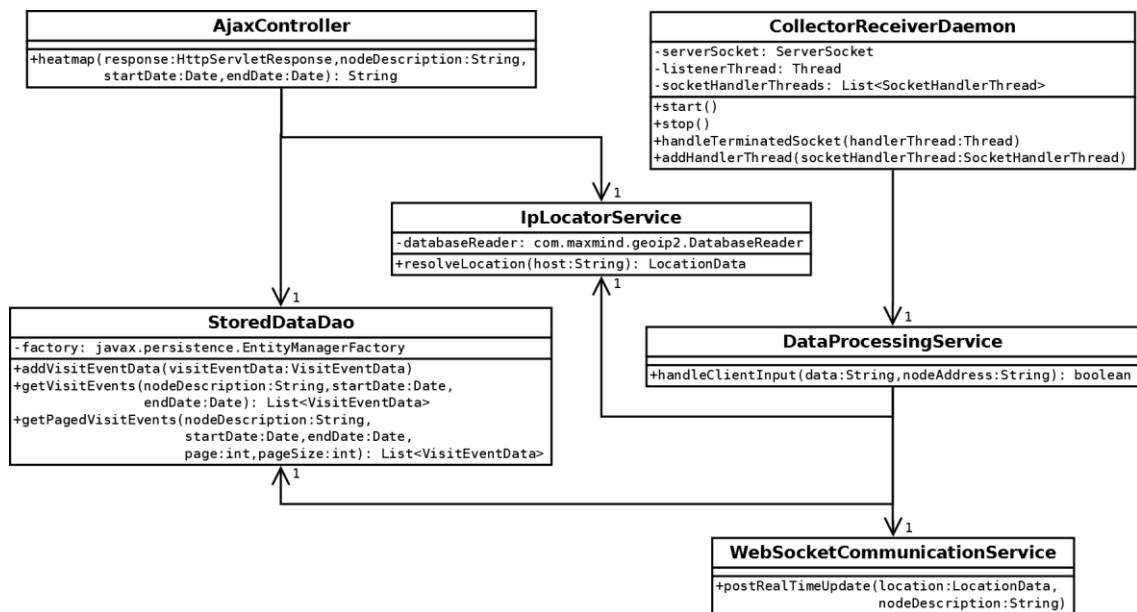 AjaxController
+heatmap(response:HttpServletResponse,nodeDescription:String,
startDate:Date,endDate:Date): String
CollectorReceiverDaemon
-serverSocket: ServerSocket
-listenerThread: Thread
-socketHandlerThreads: List<SocketHandlerThread>
+start()
+stop()
+handleTerminatedSocket(handlerThread:Thread)
+addHandlerThread(socketHandlerThread:SocketHandlerThread)
1
IpLocatorService
-databaseReader: com.maxmind.geoip2.DatabaseReader
+resolveLocation(host:String): LocationData
1
1
StoredDataDao
-factory: javax.persistence.EntityManagerFactory
+addVisitEventData(visitEventData:VisitEventData)
+getVisitEvents(nodeDescription:String,startDate:Date,
endDate:Date): List<VisitEventData>
+getPagedVisitEvents(nodeDescription:String,
startDate:Date,endDate:Date,
page:int,pageSize:int): List<VisitEventData>
1
1
DataProcessingService
+handleClientInput(data:String,nodeAddress:String): boolean
1
WebSocketCommunicationService
+postRealTimeUpdate(location:LocationData,
nodeDescription:String)